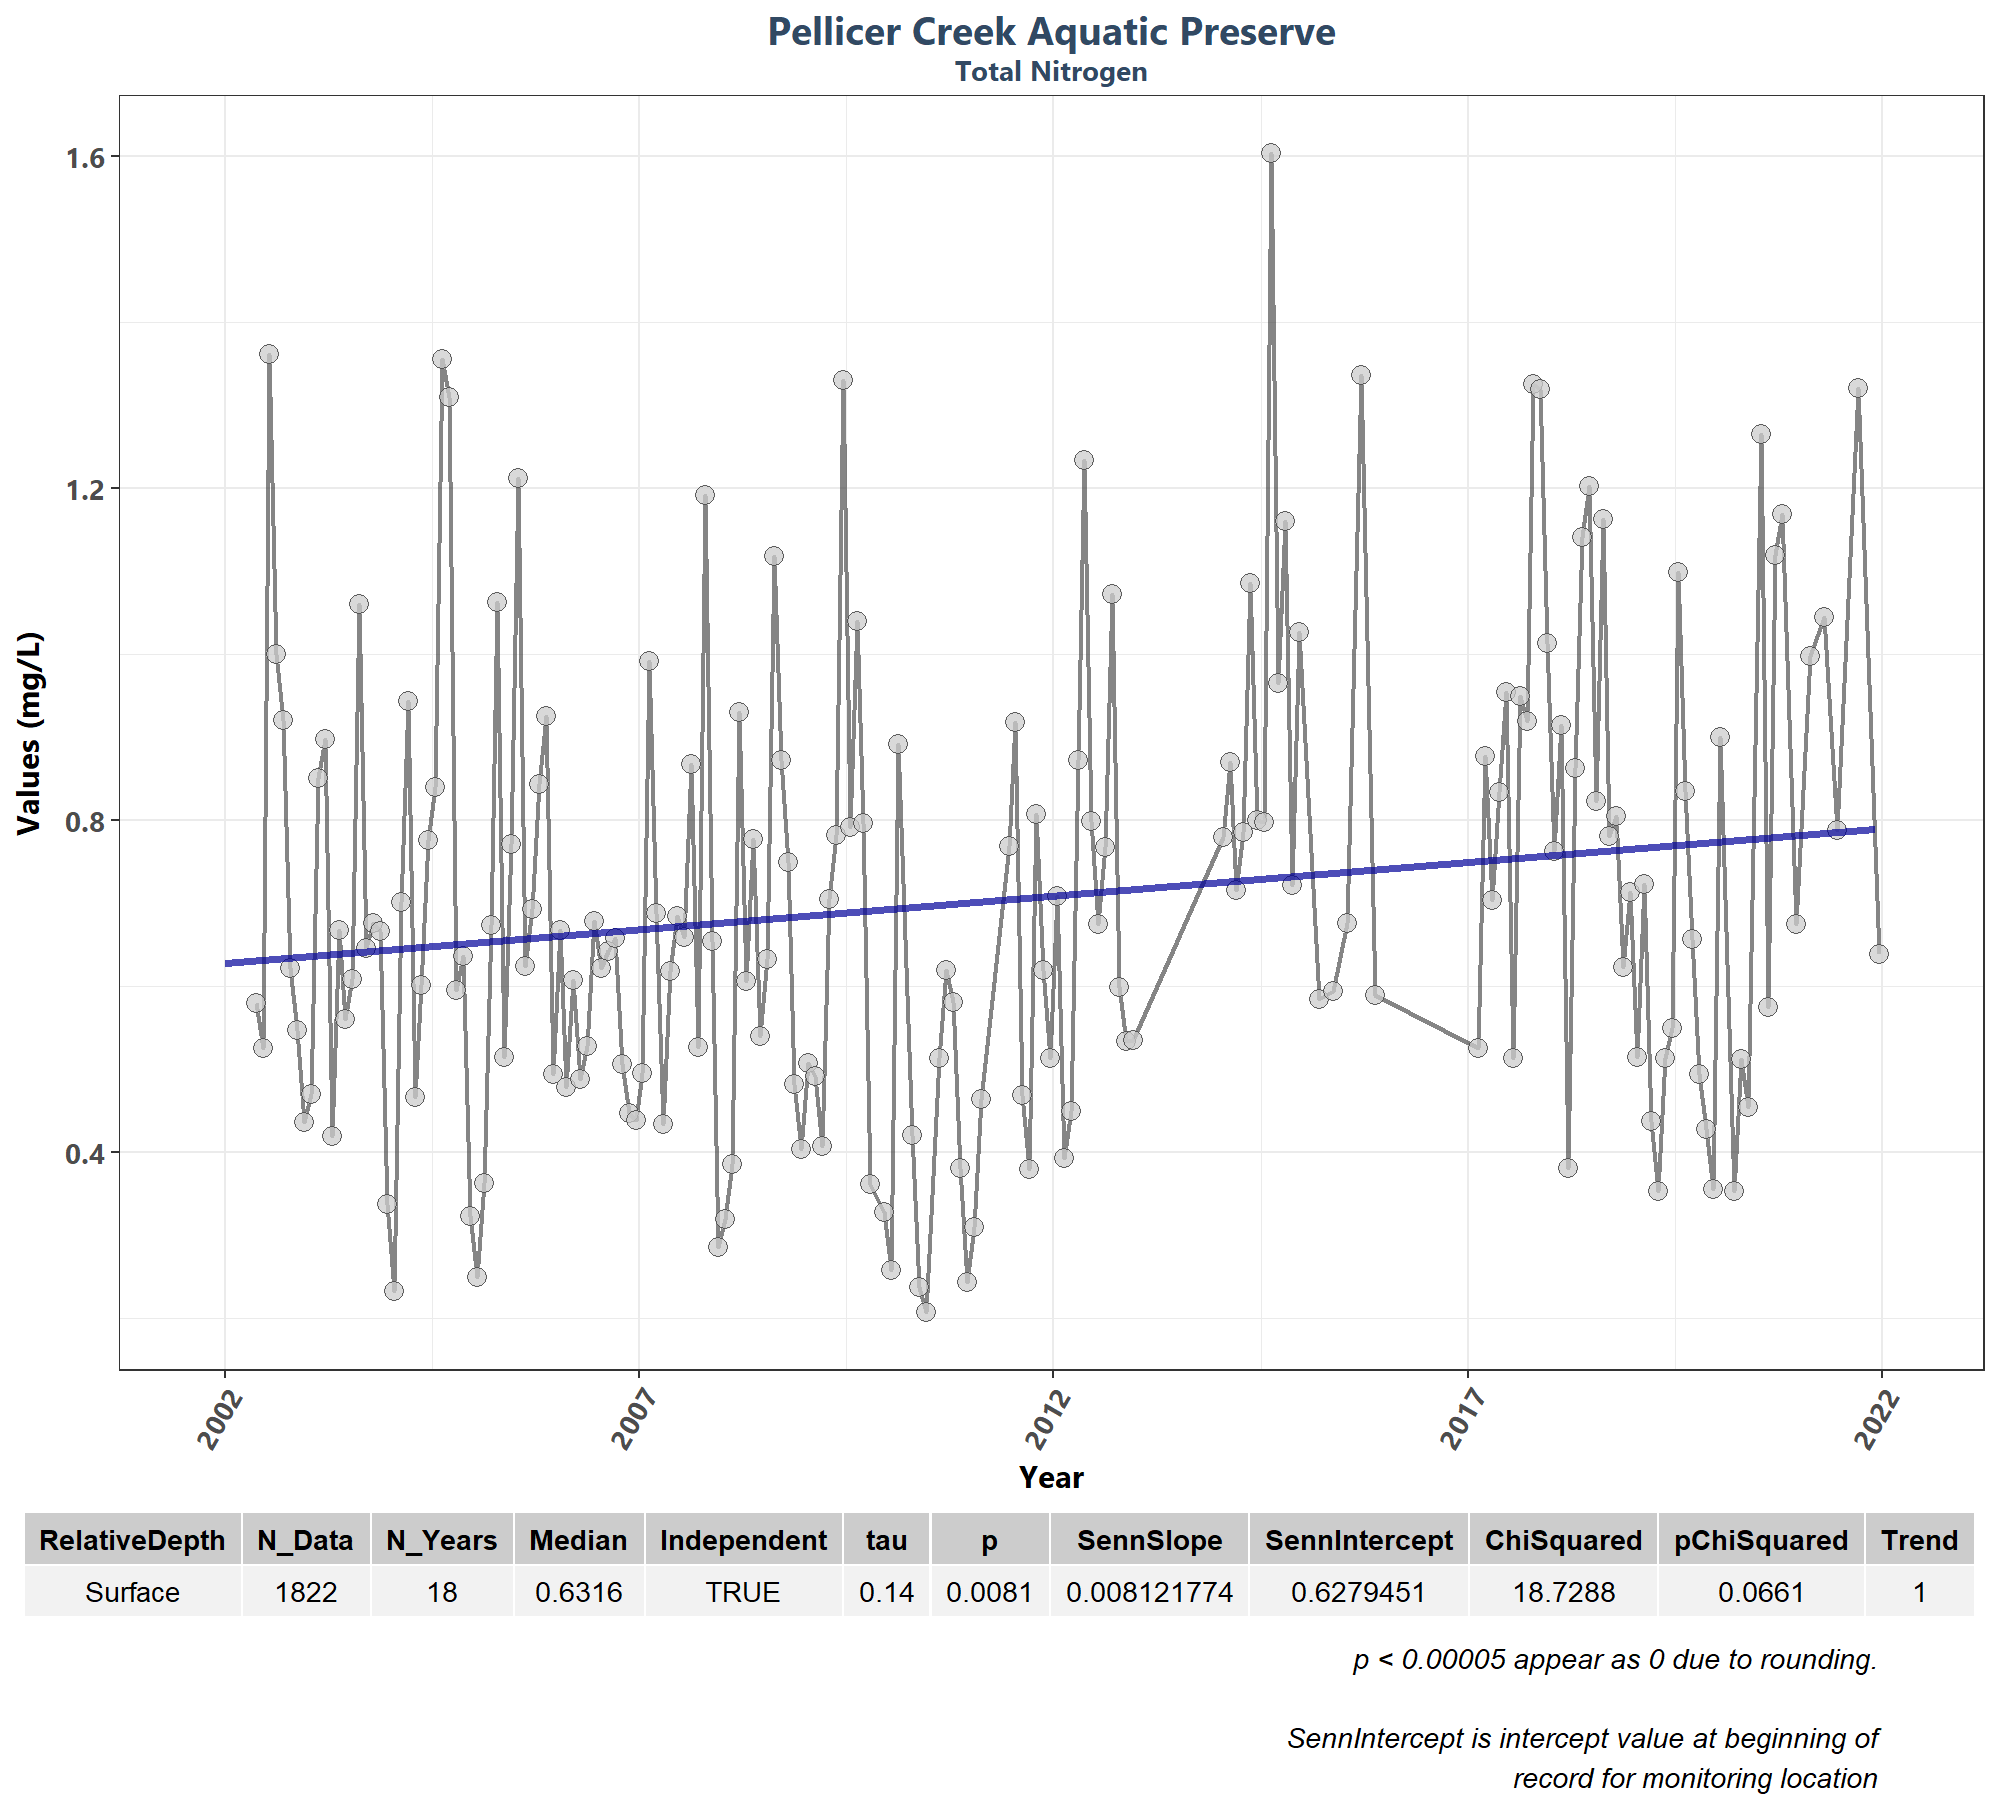 Pellicer Creek Aquatic Preserve
Total Nitrogen
Values (mg/L)
1.6
1.2
0.8
0.4
2002 2007 2012 2017 2022
Year
RelativeDepth N_Data N_Years Median Independent tau p SennSlope SennIntercept ChiSquared pChiSquared Trend
Surface 1822 18 0.6316 TRUE 0.14 0.0081 0.008121774 0.6279451 18.7288 0.0661 1
p < 0.00005 appear as 0 due to rounding.
SennIntercept is intercept value at beginning of
record for monitoring location